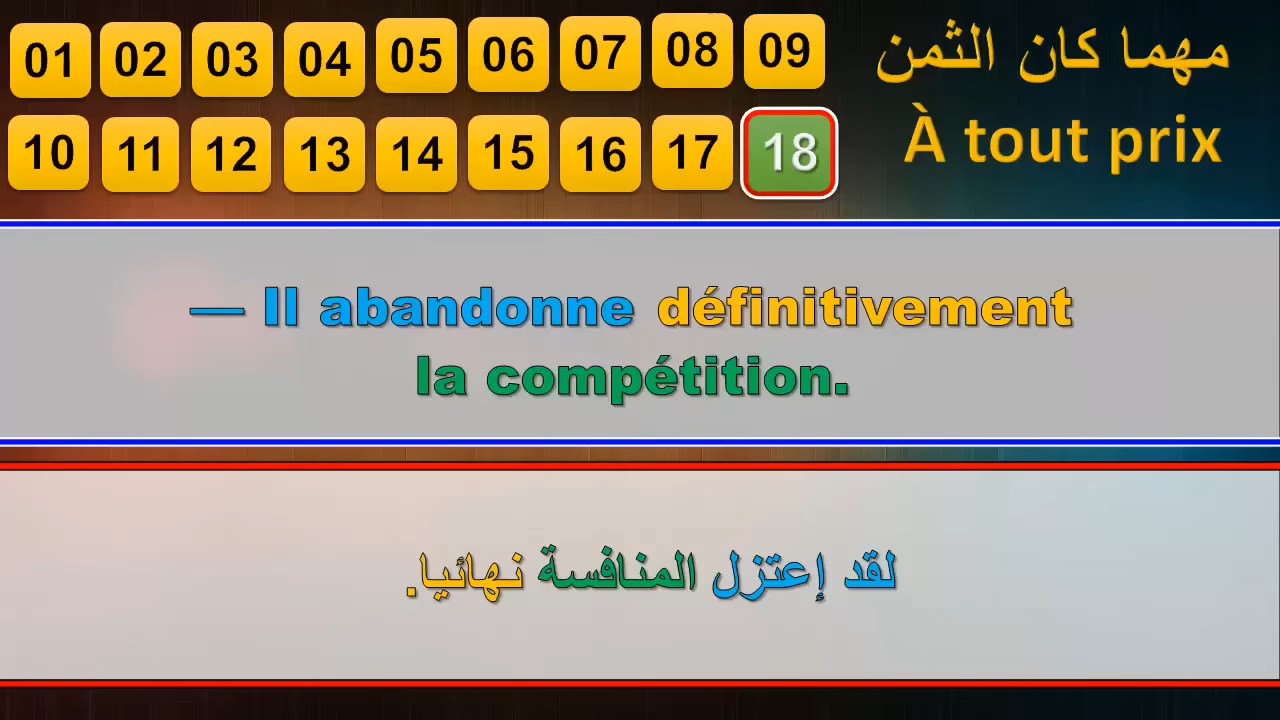 01 02 03 04 05 06 07 08 09
مهما كان الثمن
10 11 12 13 14 15 16 17 18
À tout prix
— Il abandonne définitivement
la compétition.
لقد إعتزل المنافسة نهائيا.